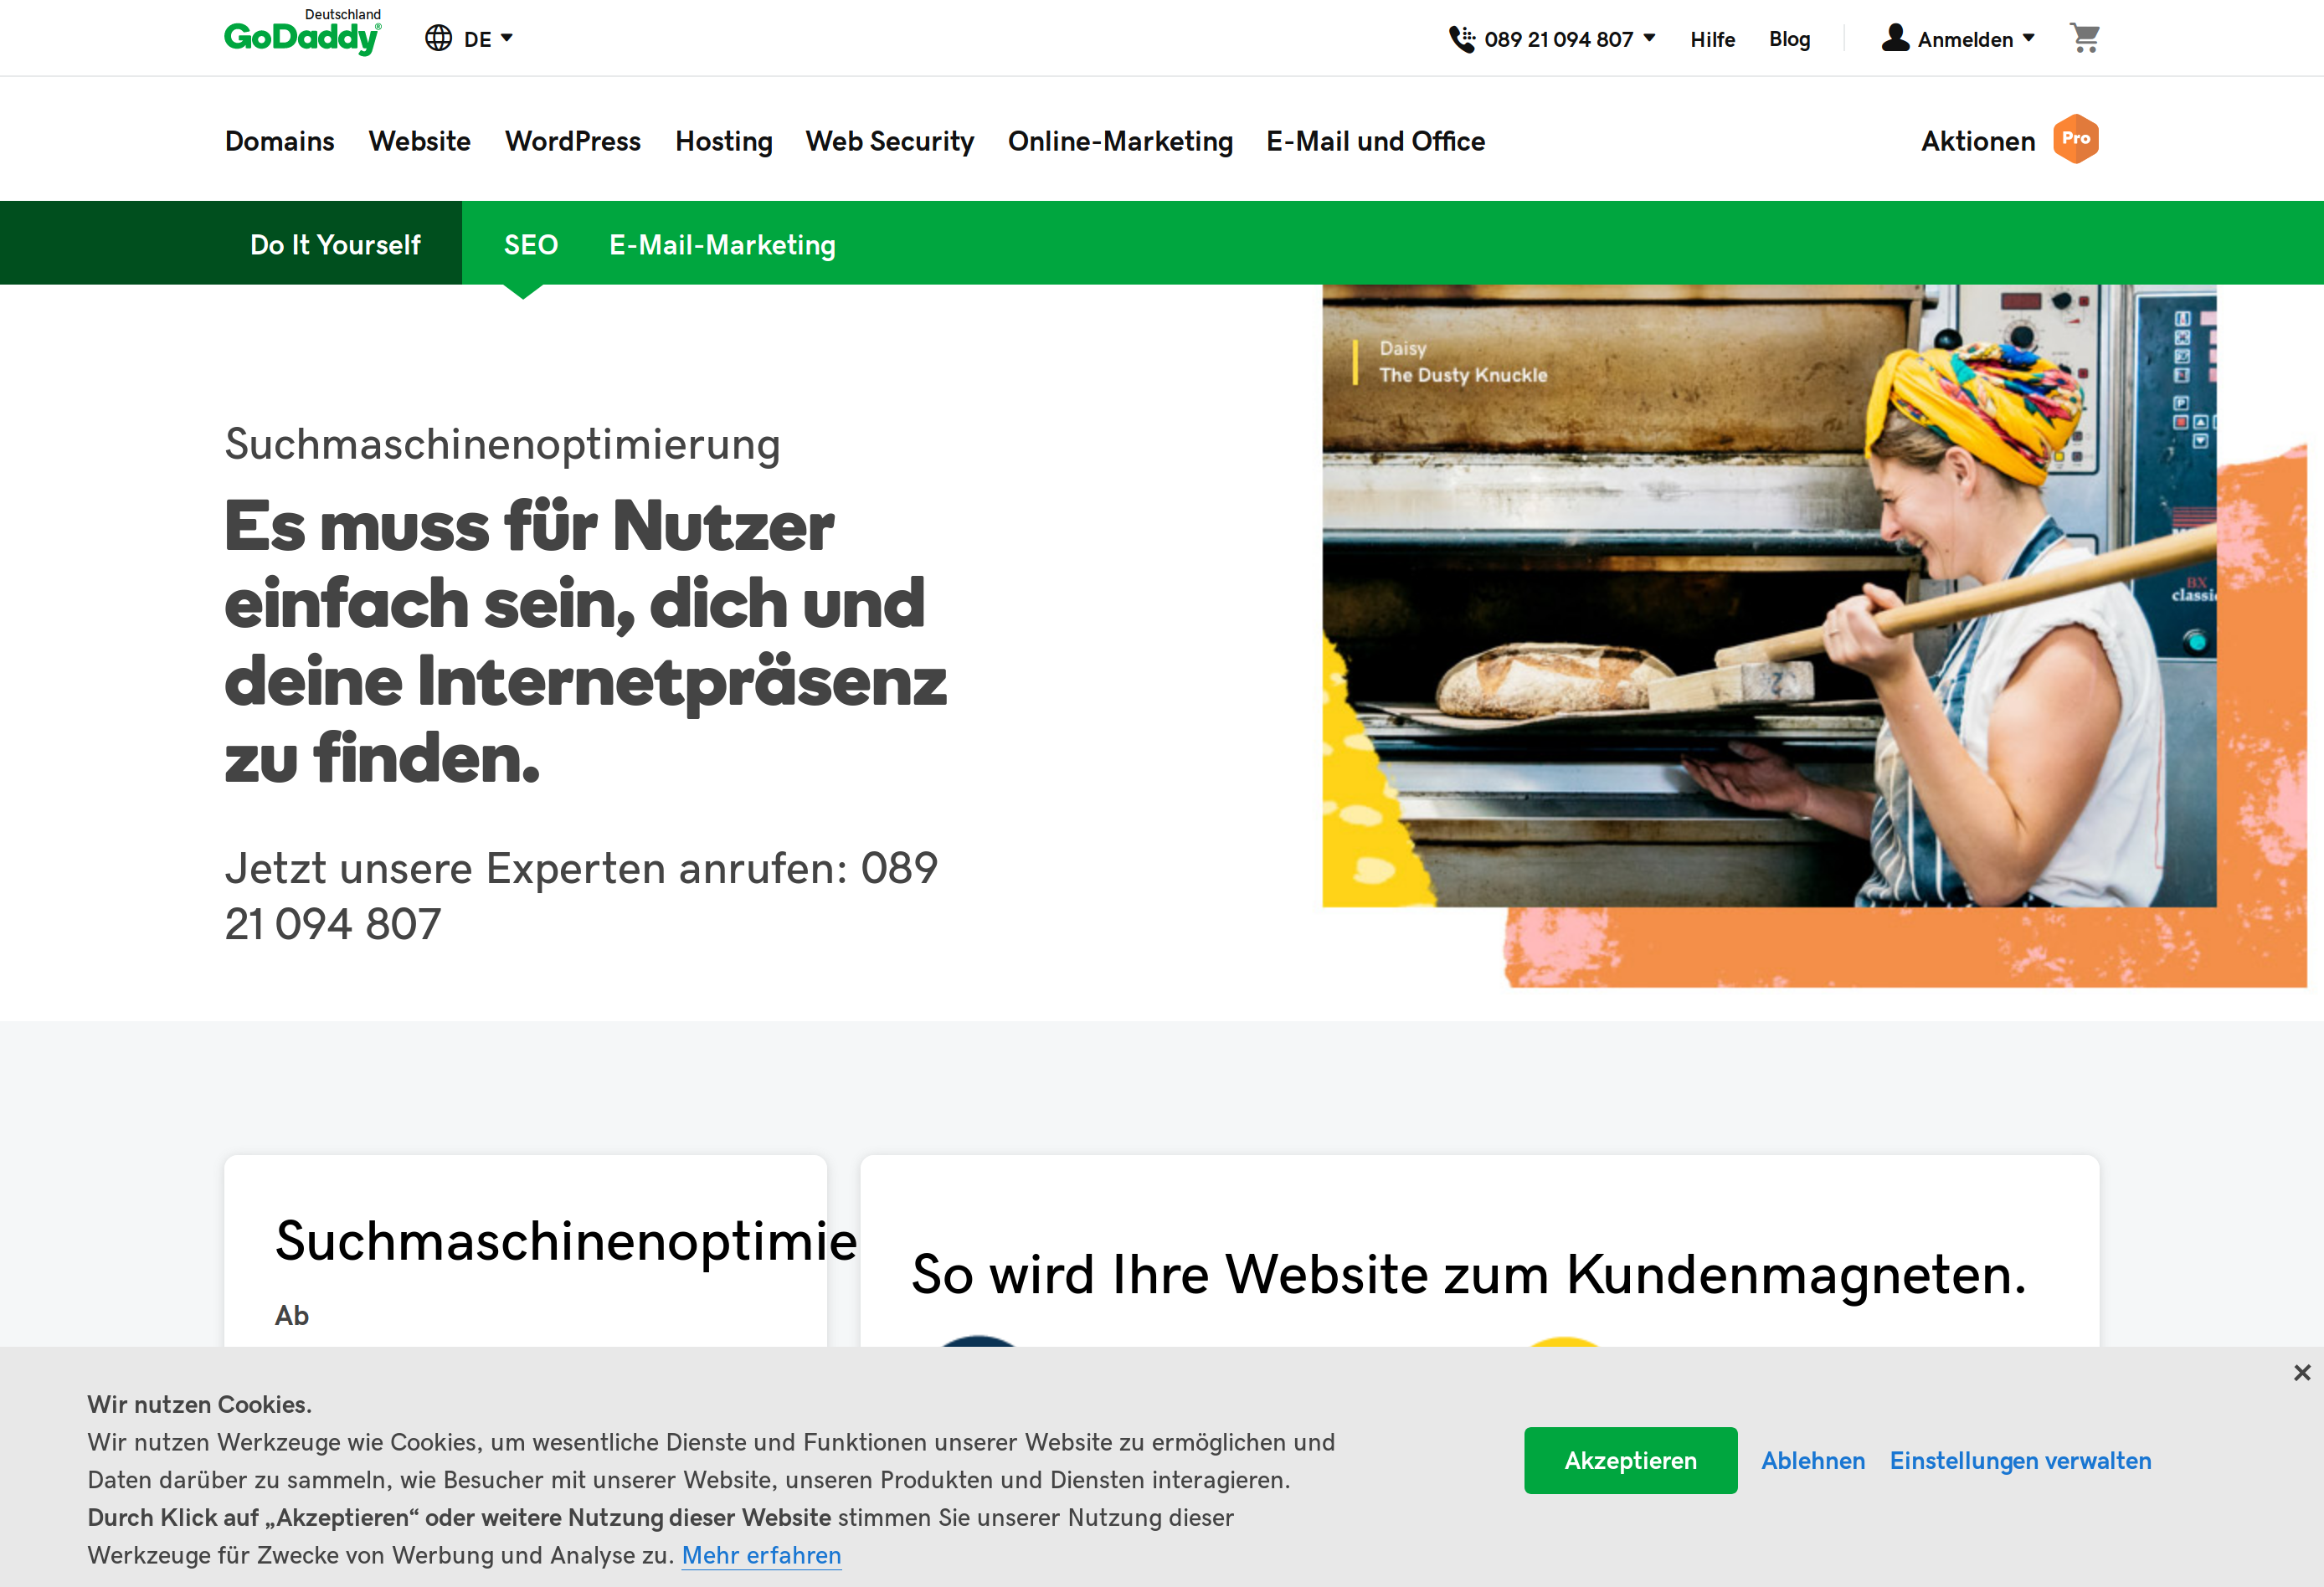 Deutschland
GoDaddy®
DE
089 21 094 807
Hilfe
Blog
Anmelden
Domains
Website
WordPress
Hosting
Web Security
Online-Marketing
E-Mail und Office
Aktionen
Pro
Do It Yourself
SEO
E-Mail-Marketing
Daisy
The Dusty Knuckle
BX
classic
Suchmaschinenoptimierung
Es muss für Nutzer
einfach sein, dich und
deine Internetpräsenz
zu finden.
Jetzt unsere Experten anrufen: 089
21 094 807
Suchmaschinenoptimie
Ab
So wird Ihre Website zum Kundenmagneten.
Wir nutzen Cookies.
Wir nutzen Werkzeuge wie Cookies, um wesentliche Dienste und Funktionen unserer Website zu ermöglichen und
Daten darüber zu sammeln, wie Besucher mit unserer Website, unseren Produkten und Diensten interagieren.
Durch Klick auf „Akzeptieren“ oder weitere Nutzung dieser Website stimmen Sie unserer Nutzung dieser
Werkzeuge für Zwecke von Werbung und Analyse zu. Mehr erfahren
Akzeptieren
Ablehnen
Einstellungen verwalten